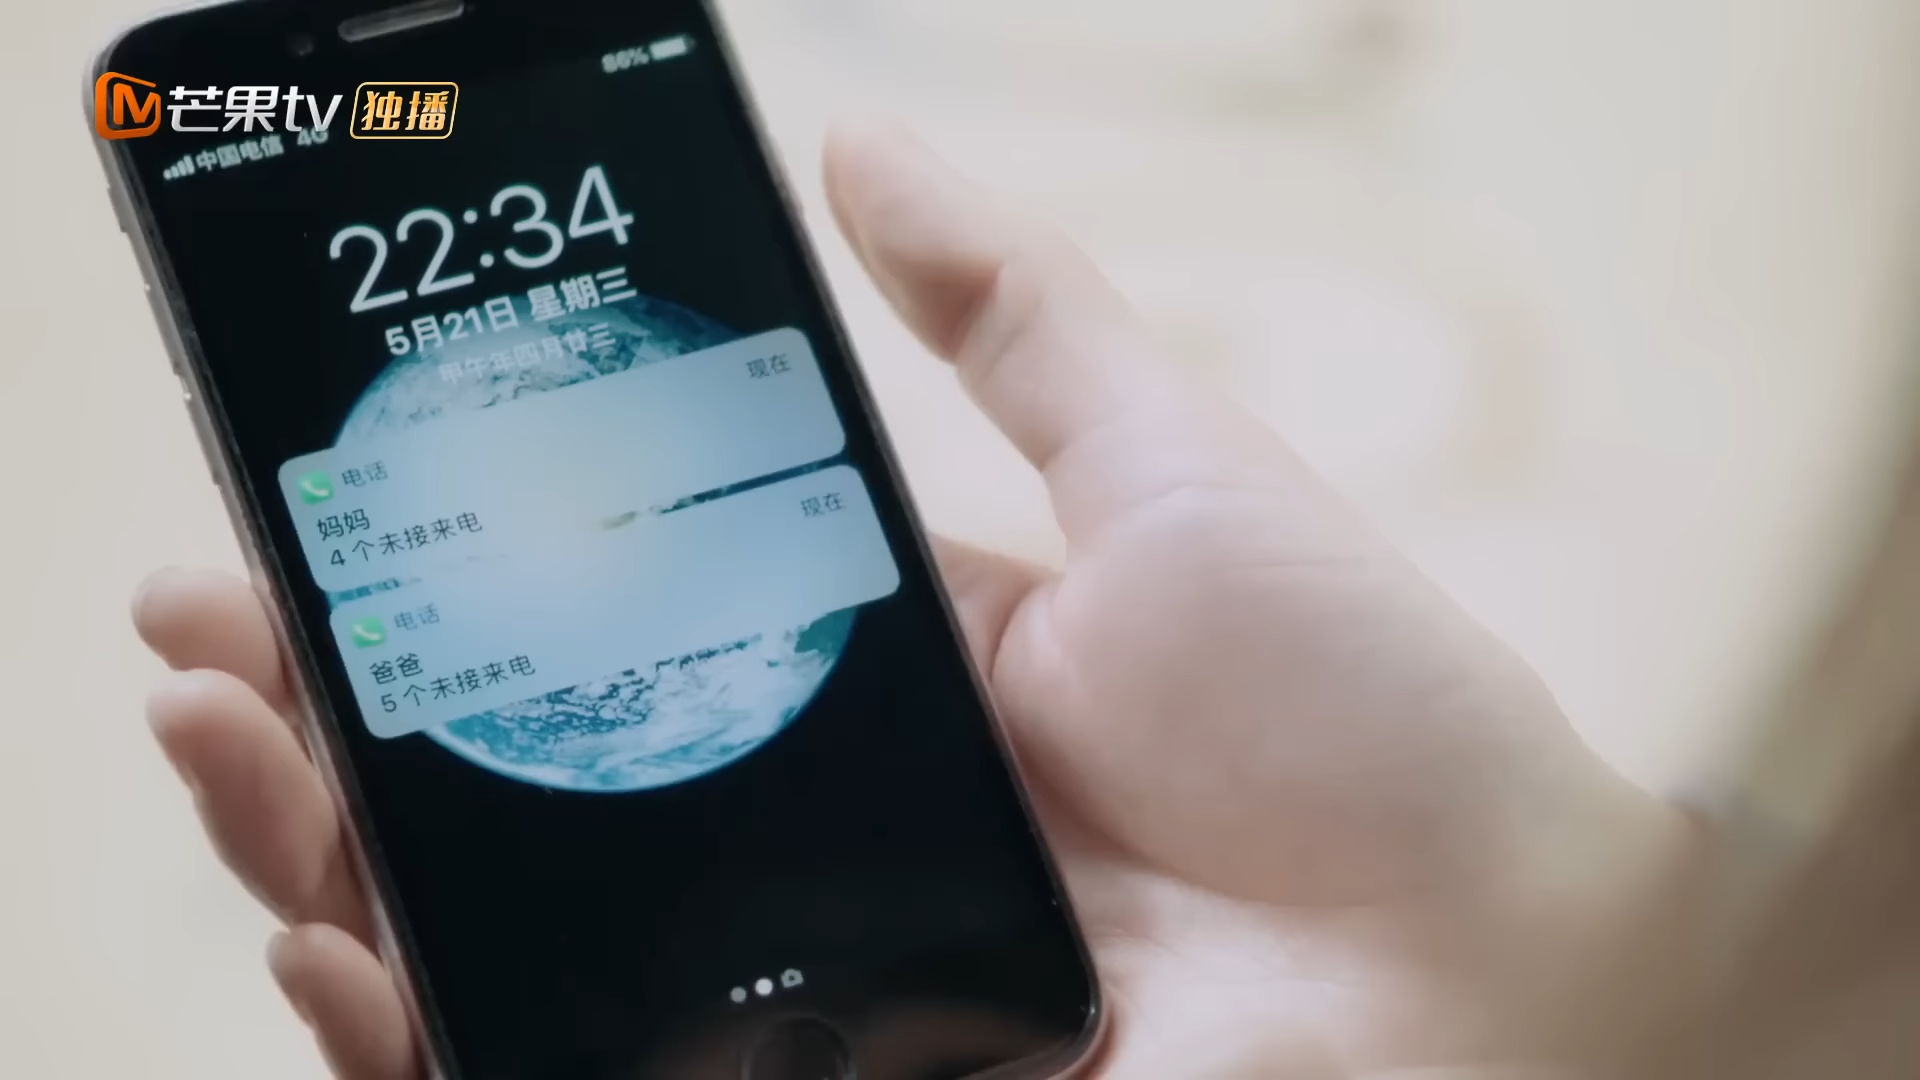 芒果tv 独播
86%
中国电信 4G
22:34
5月21日 星期三
甲午年四月廿三
电话 现在
妈妈
4 个未接来电
电话 现在
爸爸
5 个未接来电